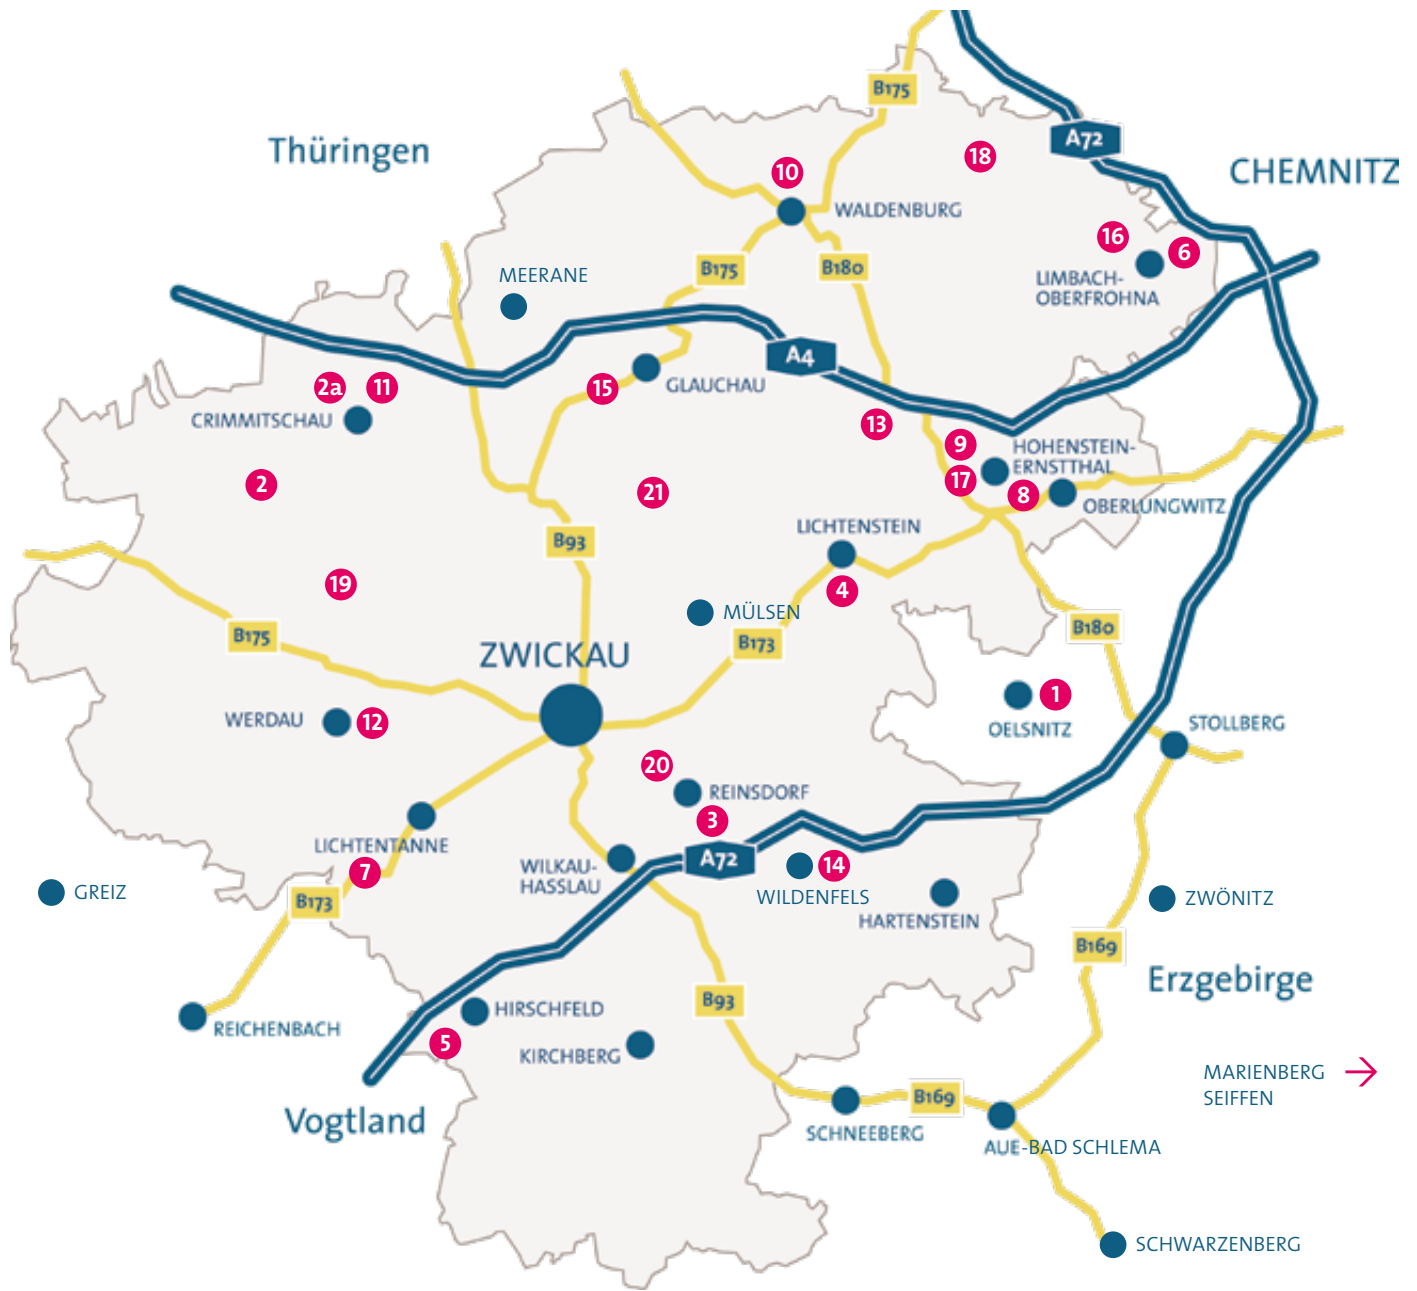 B175
A72
Thüringen
18
CHEMNITZ
10
WALDENBURG
16
6
B175
B180
MEERANE
LIMBACH-
OBERFROHNA
A4
2a
11
15
GLAUCHAU
CRIMMITSCHAU
13
9
HOHENSTEIN-
ERNSTTHAL
17
2
21
8
OBERLUNGWITZ
LICHTENSTEIN
B93
19
4
MÜLSEN
B180
B175
B173
ZWICKAU
1
WERDAU
12
OELSNITZ
STOLLBERG
20
REINSDORF
3
LICHTENTANNE
A72
7
WILKAU-
HASSLAU
14
WILDENFELS
GREIZ
B173
HARTENSTEIN
ZWÖNITZ
B169
Erzgebirge
B93
HIRSCHFELD
REICHENBACH
5
KIRCHBERG
MARIENBERG
SEIFFEN
B169
Vogtland
SCHNEEBERG
AUE-BAD SCHLEMA
SCHWARZENBERG